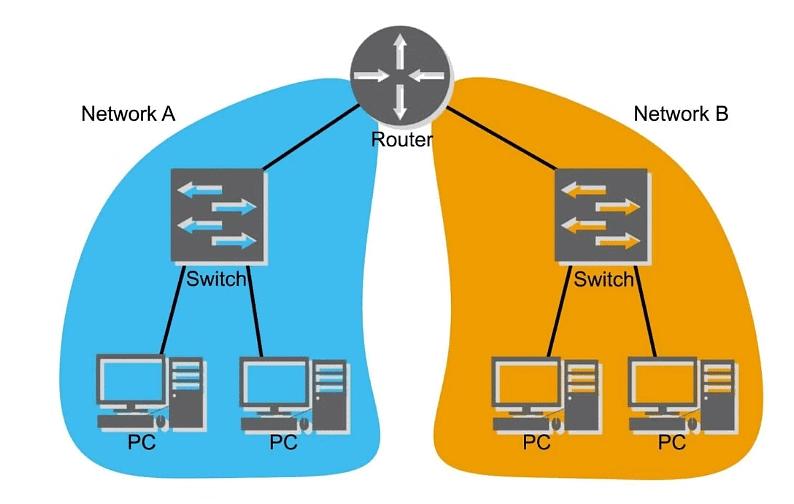 Network A
Network B
Router
Switch
Switch
PC
PC
PC
PC